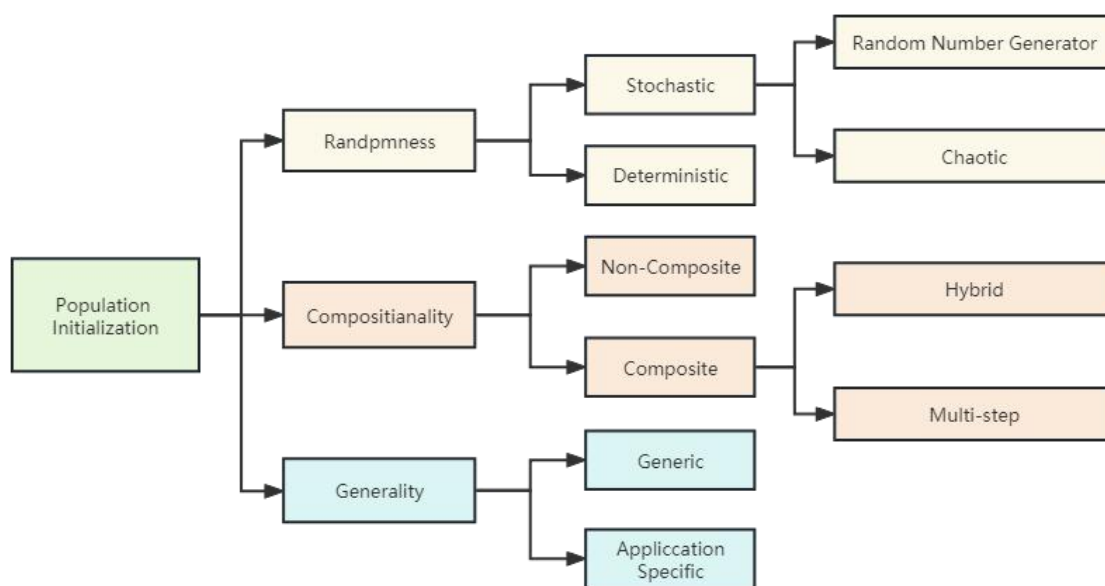 Population
Initialization
Randpmness
Stochastic
Random Number Generator
Chaotic
Deterministic
Compositianality
Non-Composite
Composite
Hybrid
Multi-step
Generality
Generic
Appliccation
Specific